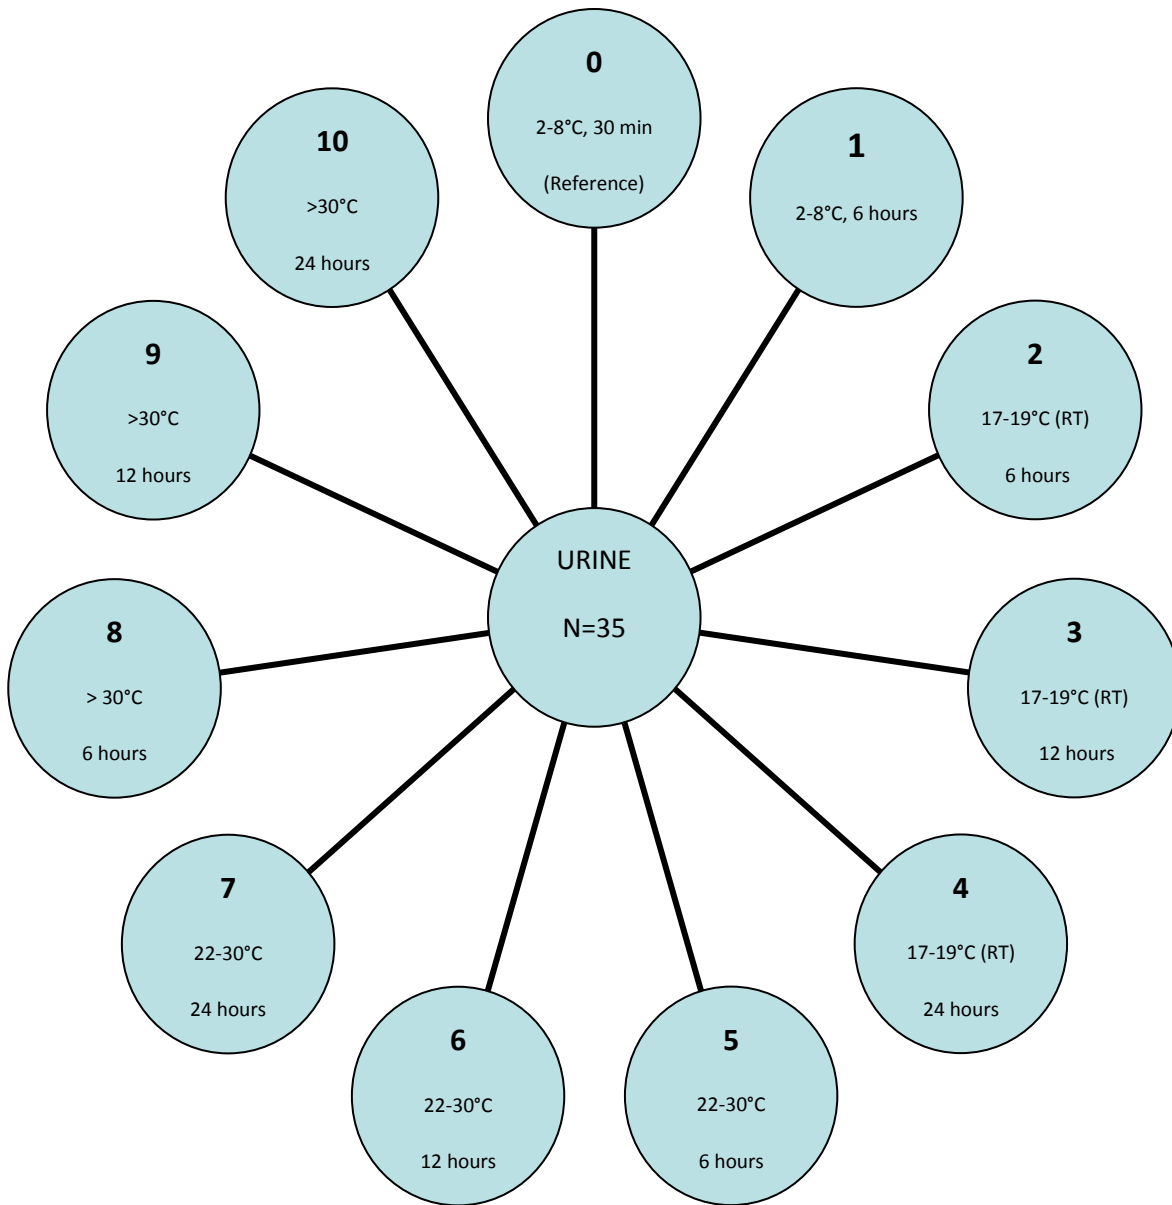 0
2-8°C, 30 min
(Reference)
1
2-8°C, 6 hours
2
17-19°C (RT)
6 hours
3
17-19°C (RT)
12 hours
4
17-19°C (RT)
24 hours
5
22-30°C
6 hours
6
22-30°C
12 hours
7
22-30°C
24 hours
8
> 30°C
6 hours
9
>30°C
12 hours
10
>30°C
24 hours
URINE
N=35